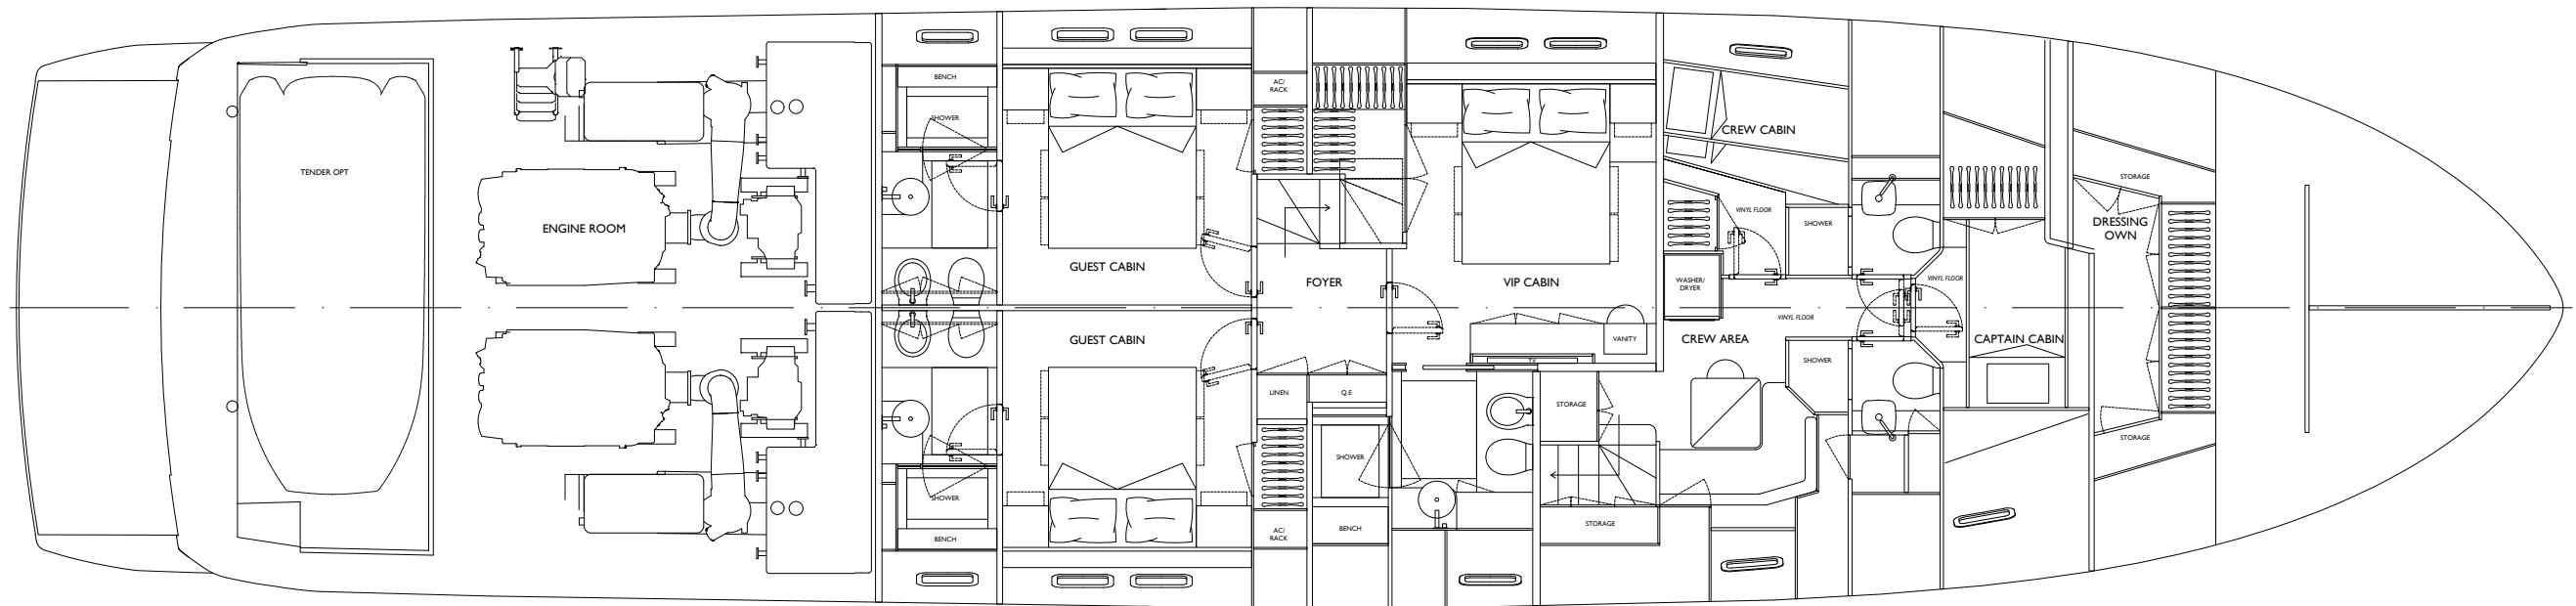 TENDER OPT
ENGINE ROOM
BENCH
SHOWER
GUEST CABIN
GUEST CABIN
SHOWER
BENCH
AC/
RACK
FOYER
LINEN
Q.E
AC/
RACK
SHOWER
BENCH
VIP CABIN
VANITY
TV
STORAGE
STORAGE
CREW CABIN
VINYL FLOOR
SHOWER
WASHER/
DRYER
VINYL FLOOR
CREW AREA
SHOWER
VINYL FLOOR
CAPTAIN CABIN
STORAGE
DRESSING
OWN
STORAGE